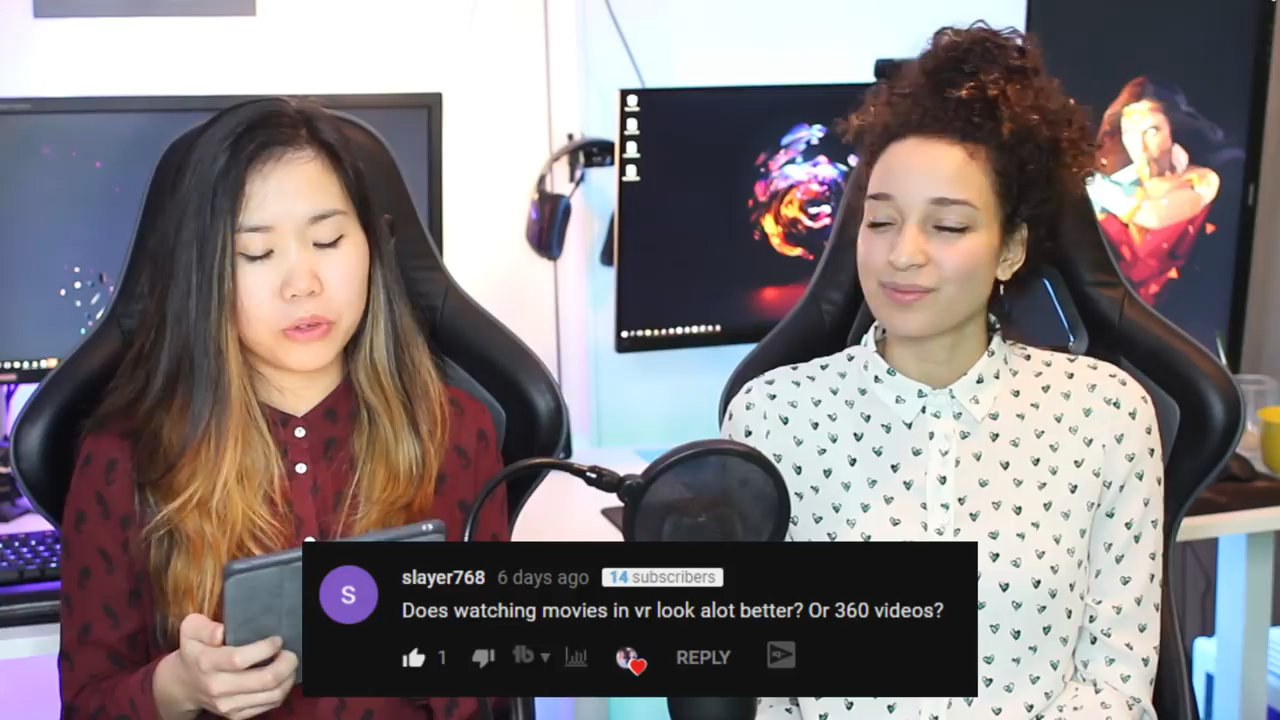 S
slayer768 6 days ago 14 subscribers
Does watching movies in vr look alot better? Or 360 videos?
1 tb REPLY